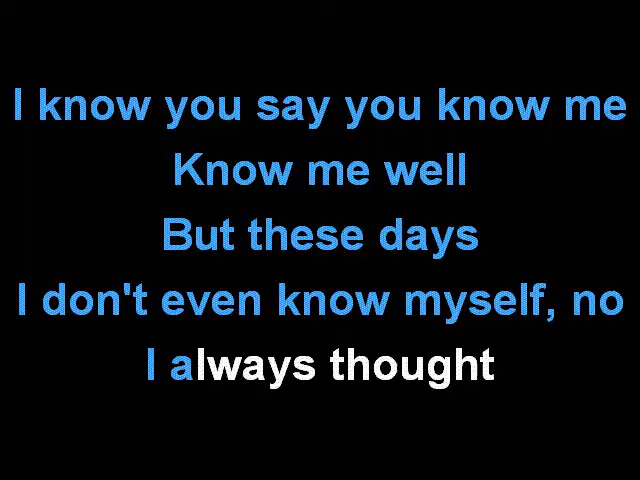 I know you say you know me
Know me well
But these days
I don't even know myself, no
I always thought